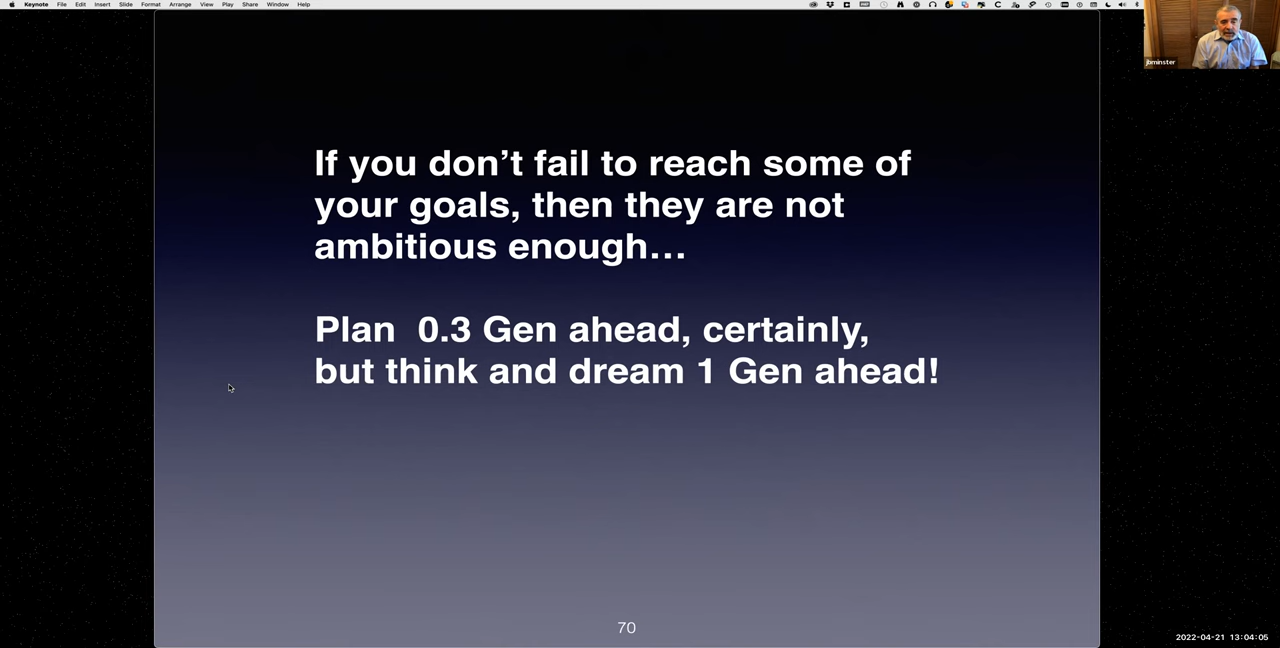 Keynote File Edit Insert Slide Format Arrange View Play Share Window Help
jbminster
If you don't fail to reach some of
your goals, then they are not
ambitious enough…
Plan 0.3 Gen ahead, certainly,
but think and dream 1 Gen ahead!
70
2022-04-21 13:04:05